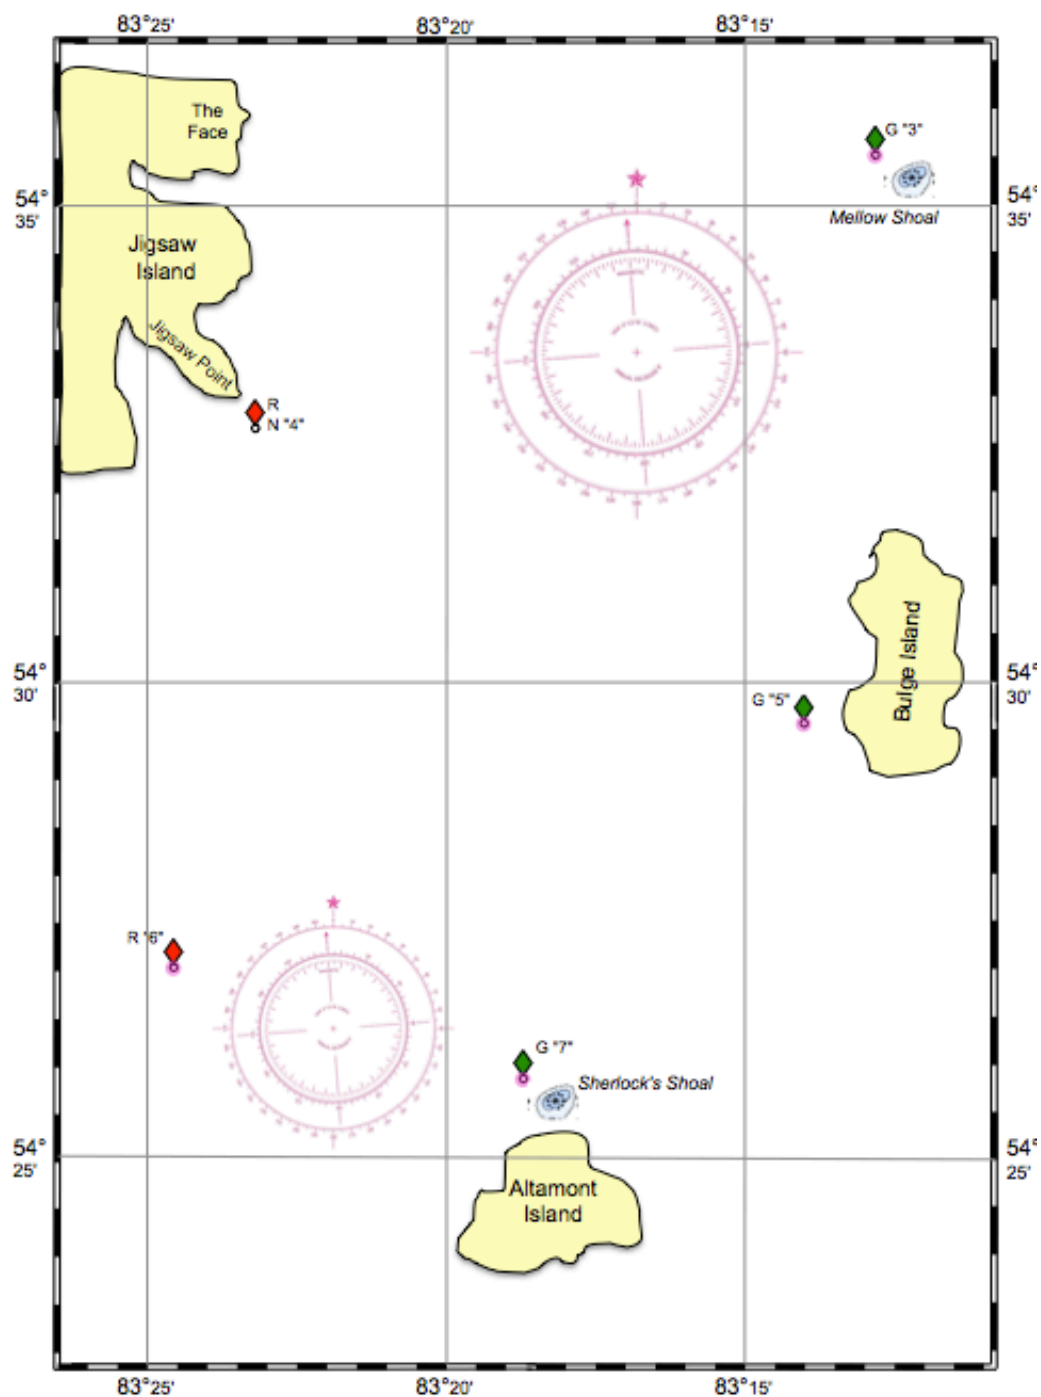 83°25'
83°20'
83°15'
The
Face
G "3"
54°
35'
54°
35'
Mellow Shoal
Jigsaw
Island
Jigsaw Point
R
N "4"
Bulge Island
54°
30'
54°
30'
G "5"
R "6"
G "7"
Sherlock's Shoal
54°
25'
54°
25'
Altamont
Island
83°25'
83°20'
83°15'